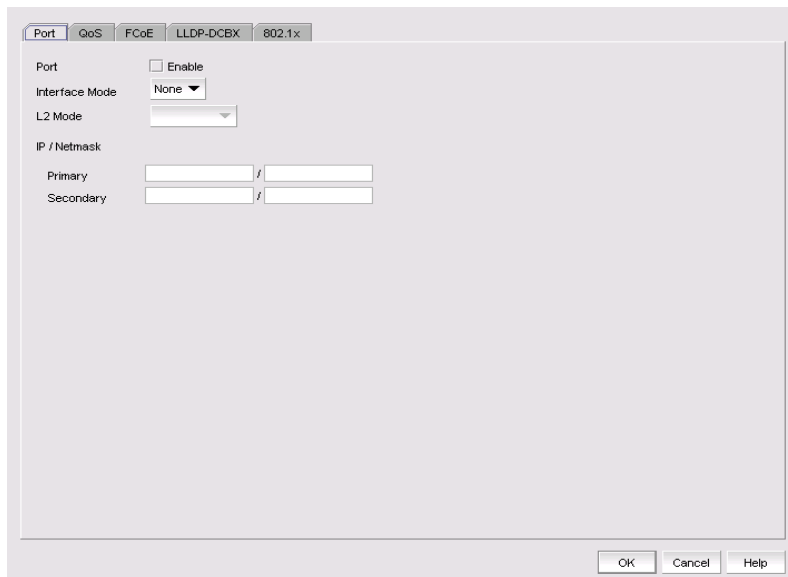 Port QoS FCoE LLDP-DCBX 802.1x
Port Enable
Interface Mode None
L2 Mode
IP / Netmask
Primary /
Secondary /
OK Cancel Help